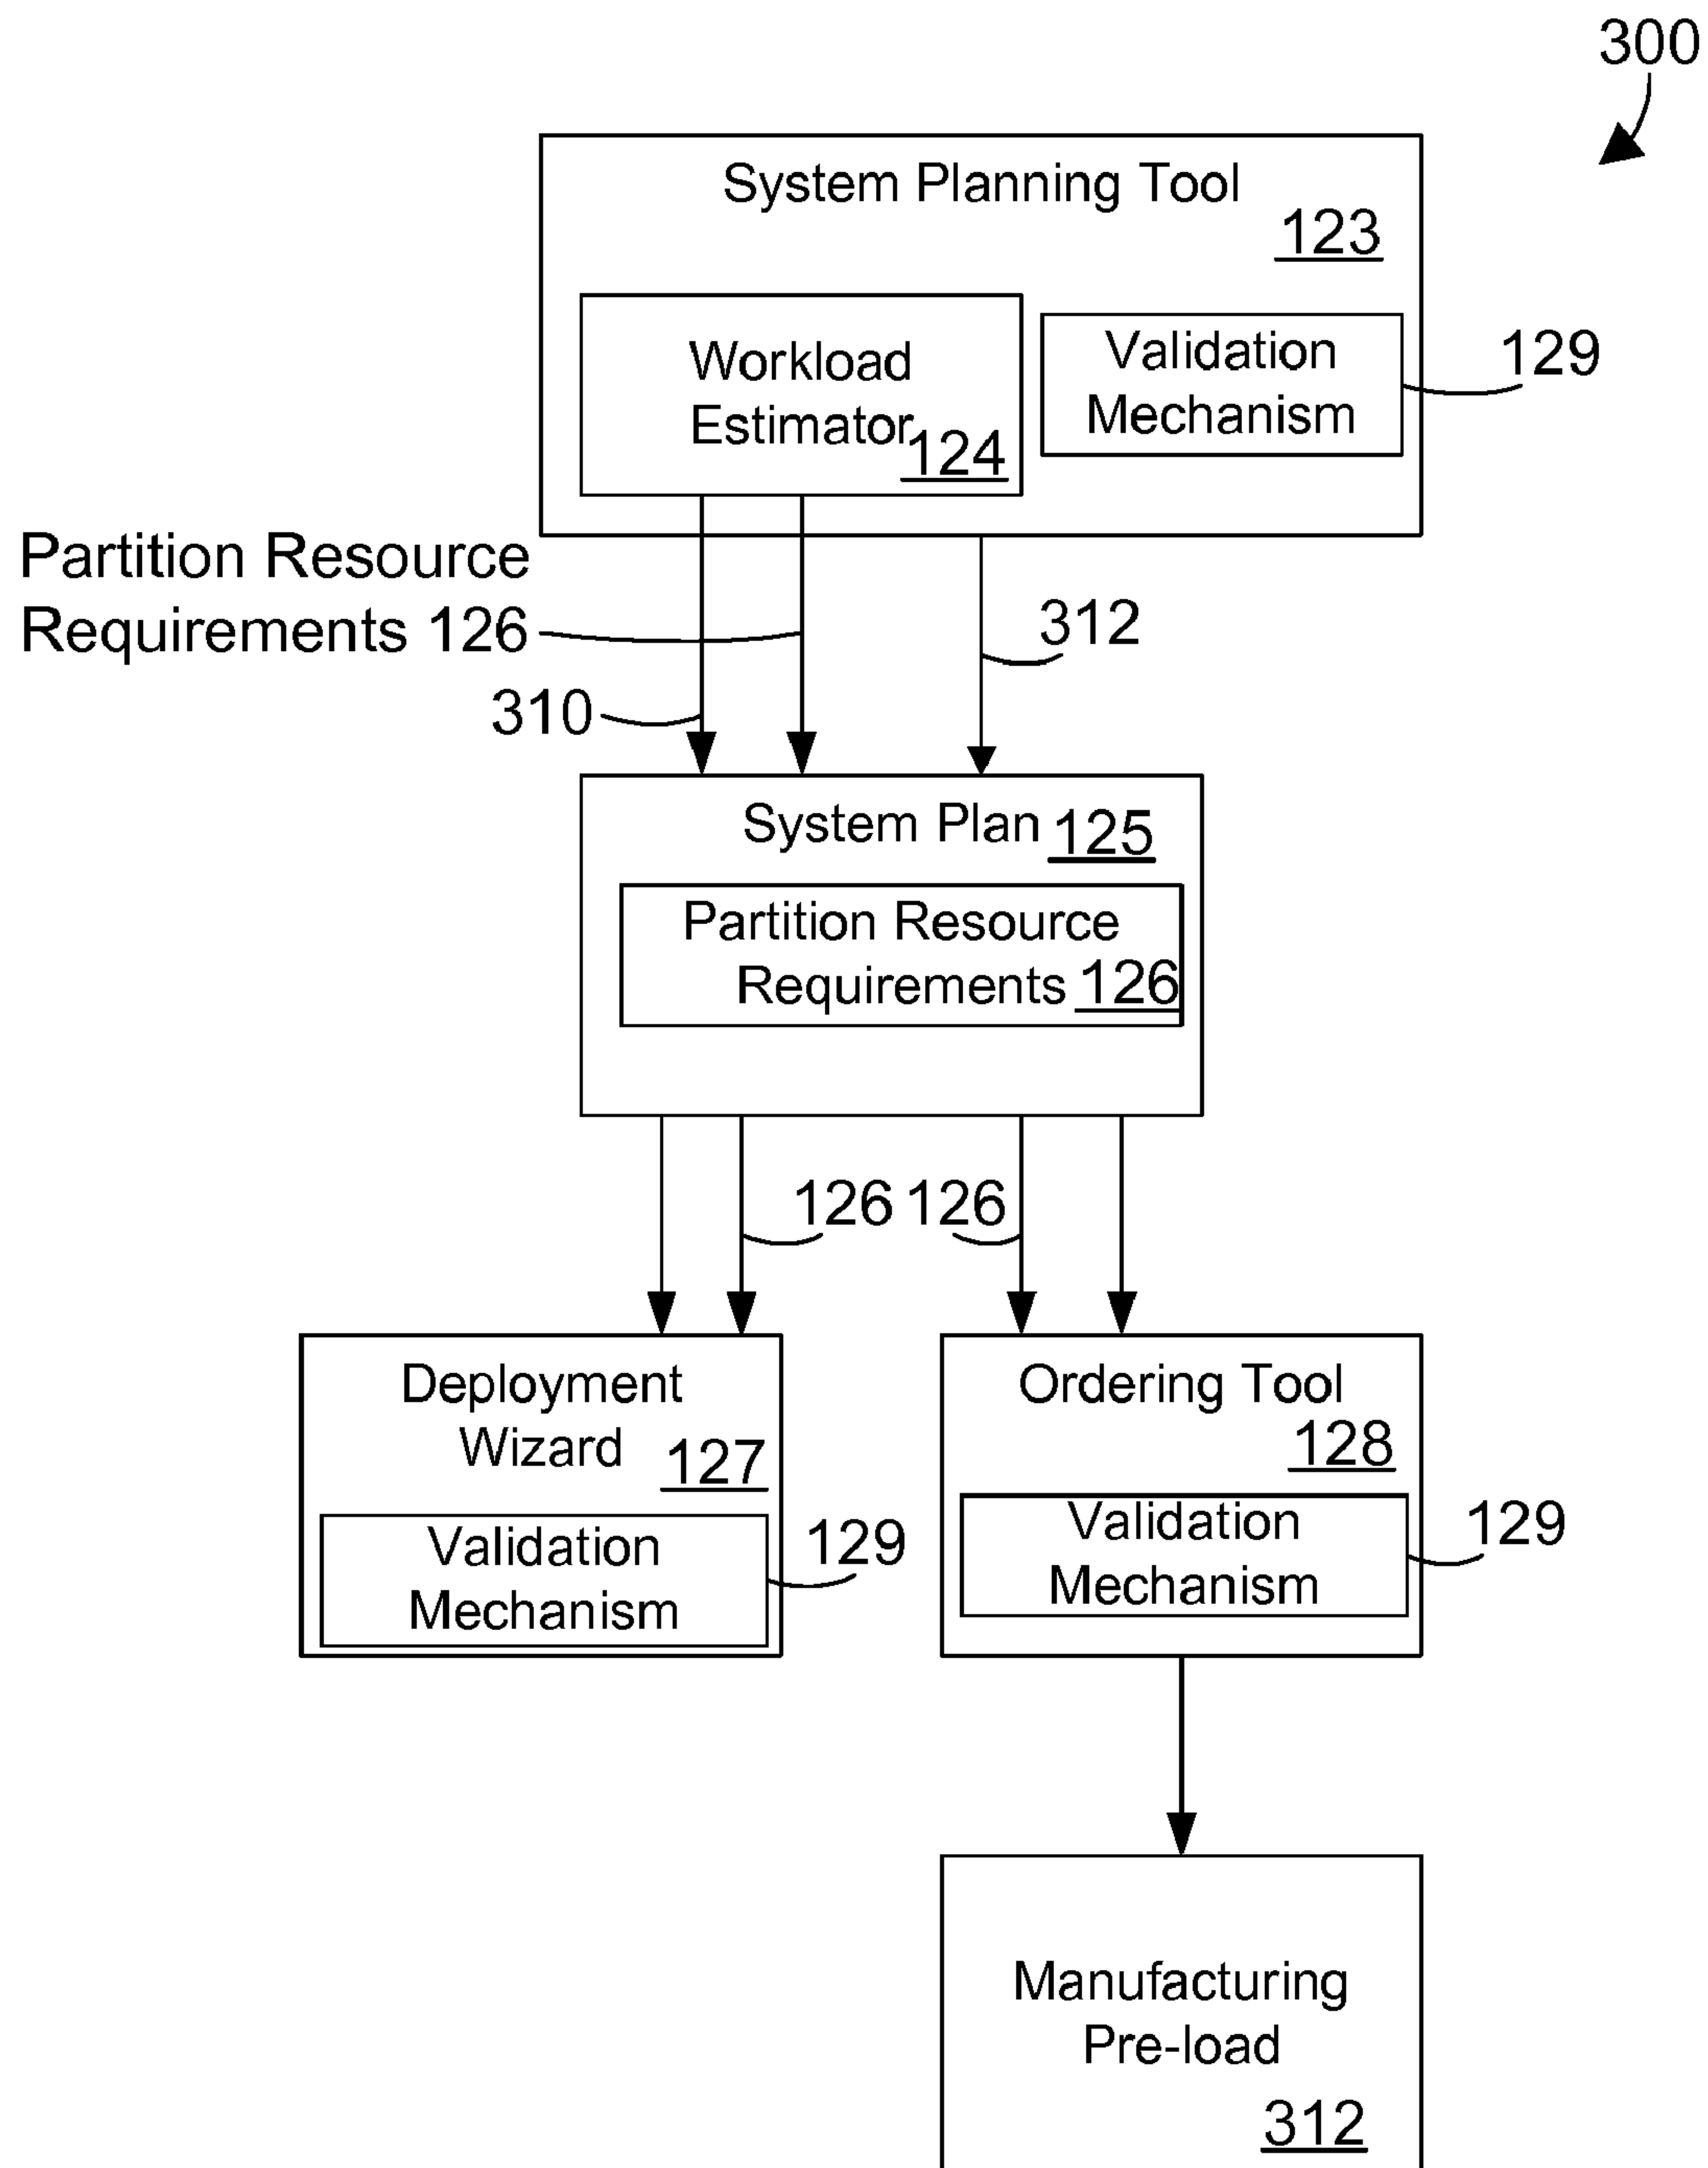 300
System Planning Tool
123
Workload
Estimator 124
Validation
Mechanism
129
Partition Resource
Requirements 126
312
310
System Plan 125
Partition Resource
Requirements 126
126 126
Deployment
Wizard 127
Validation
Mechanism
129
Ordering Tool
128
Validation
Mechanism
129
Manufacturing
Pre-load
312